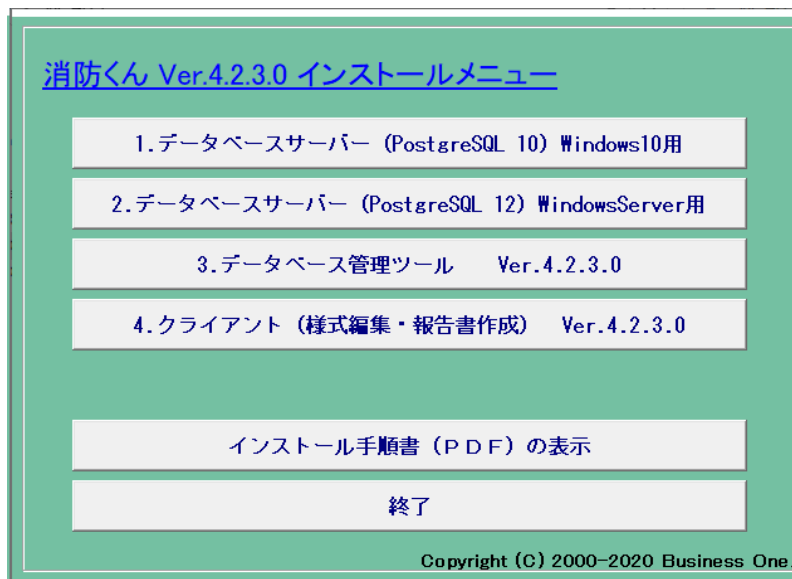 消防くん Ver.4.2.3.0 インストールメニュー
1.データベースサーバー (PostgreSQL 10) Windows10用
2.データベースサーバー (PostgreSQL 12) WindowsServer用
3.データベース管理ツール Ver.4.2.3.0
4.クライアント (様式編集・報告書作成) Ver.4.2.3.0
インストール手順書(ＰＤＦ)の表示
終了
Copyright (C) 2000-2020 Business One.